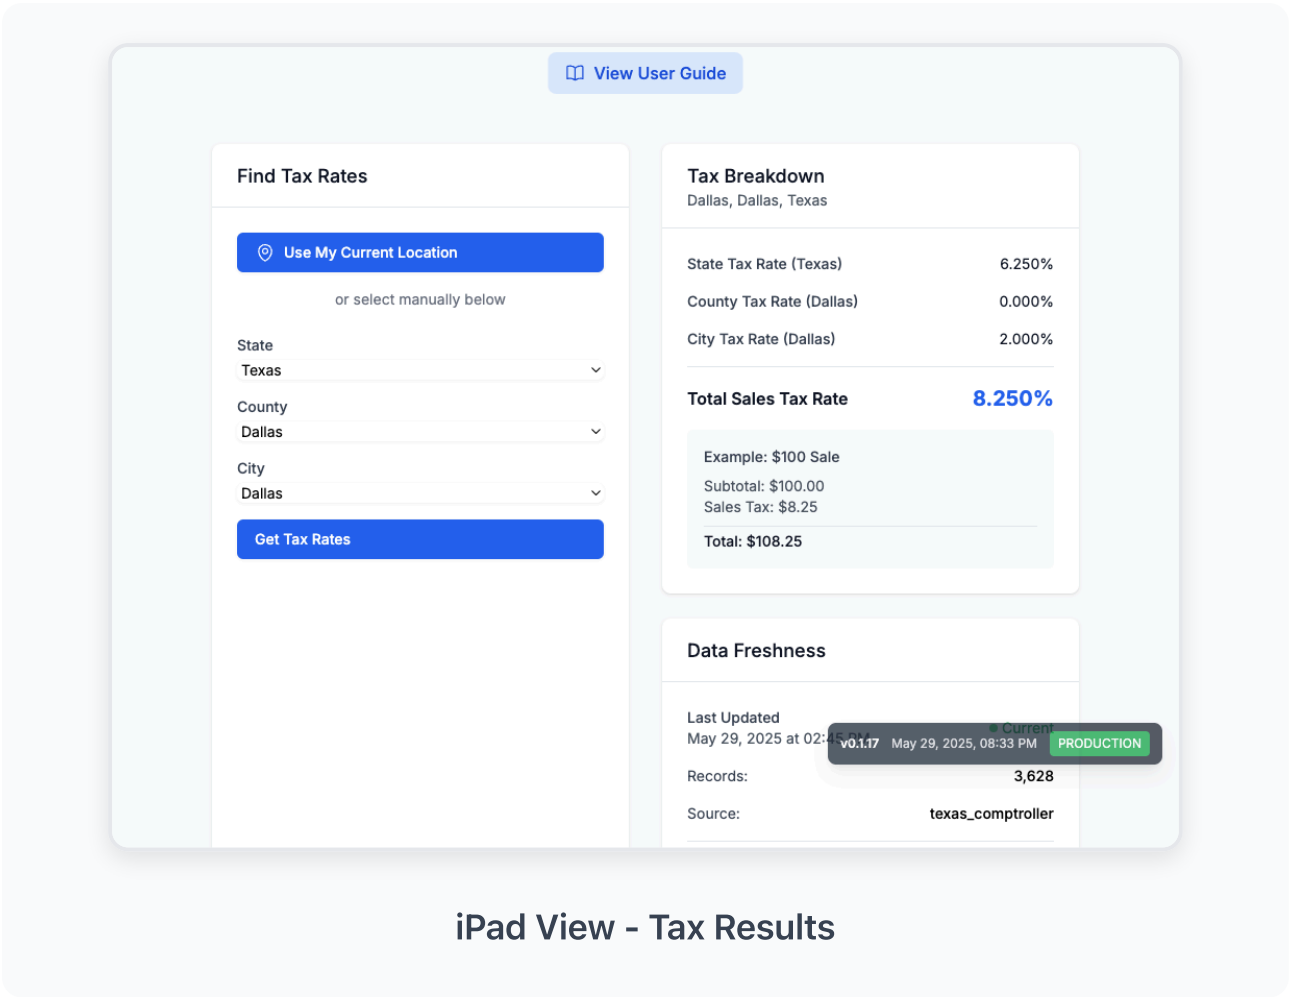 View User Guide
Find Tax Rates
Use My Current Location
or select manually below
State
Texas
County
Dallas
City
Dallas
Get Tax Rates
Tax Breakdown
Dallas, Dallas, Texas
State Tax Rate (Texas) 6.250%
County Tax Rate (Dallas) 0.000%
City Tax Rate (Dallas) 2.000%
Total Sales Tax Rate 8.250%
Example: $100 Sale
Subtotal: $100.00
Sales Tax: $8.25
Total: $108.25
Data Freshness
Last Updated
Current
May 29, 2025 at 02:45 PM
v0.1.17 May 29, 2025, 08:33 PM PRODUCTION
Records: 3,628
Source: texas_comptroller
iPad View - Tax Results